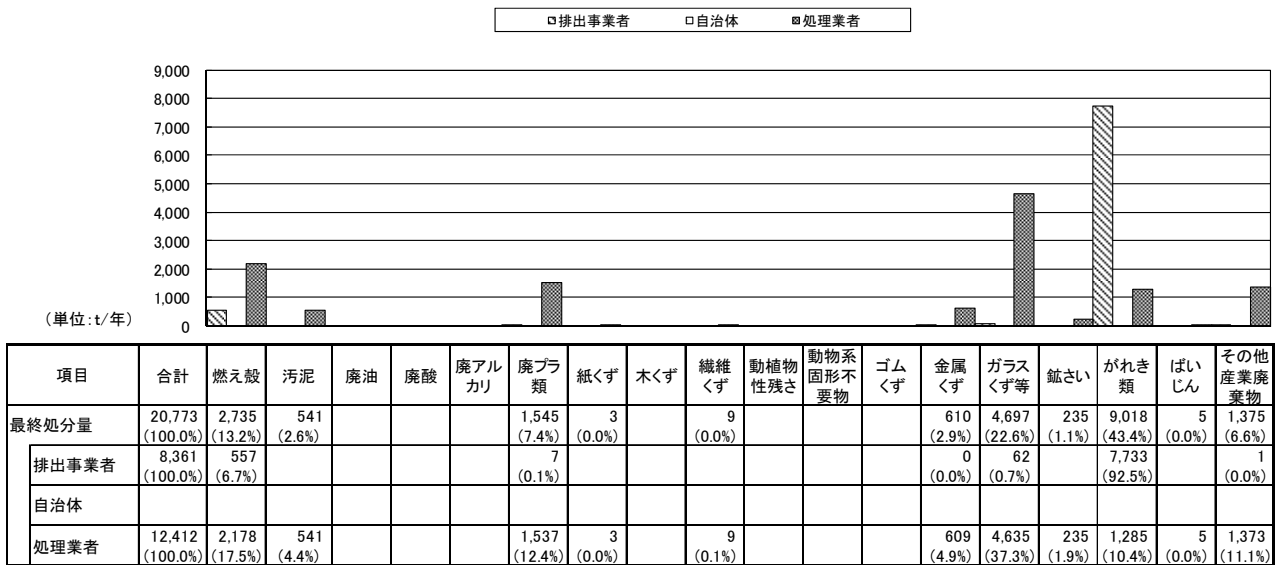 排出事業者 自治体 処理業者
9,000
8,000
7,000
6,000
5,000
4,000
3,000
2,000
1,000
0
(単位:t/年)
項目 合計 燃え殻 汚泥 廃油 廃酸 廃アルカリ 廃プラ類 紙くず 木くず 繊維くず 動植物性残さ 動物系固形不要物 ゴムくず 金属くず ガラスくず等 鉱さい がれき類 ばいじん その他産業廃棄物
最終処分量 20,773 2,735 541 1,545 3 9 610 4,697 235 9,018 5 1,375
(100.0%) (13.2%) (2.6%) (7.4%) (0.0%) (0.0%) (2.9%) (22.6%) (1.1%) (43.4%) (0.0%) (6.6%)
排出事業者 8,361 557 7 0 62 7,733 1
(100.0%) (6.7%) (0.1%) (0.0%) (0.7%) (92.5%) (0.0%)
自治体
処理業者 12,412 2,178 541 1,537 3 9 609 4,635 235 1,285 5 1,373
(100.0%) (17.5%) (4.4%) (12.4%) (0.0%) (0.1%) (4.9%) (37.3%) (1.9%) (10.4%) (0.0%) (11.1%)